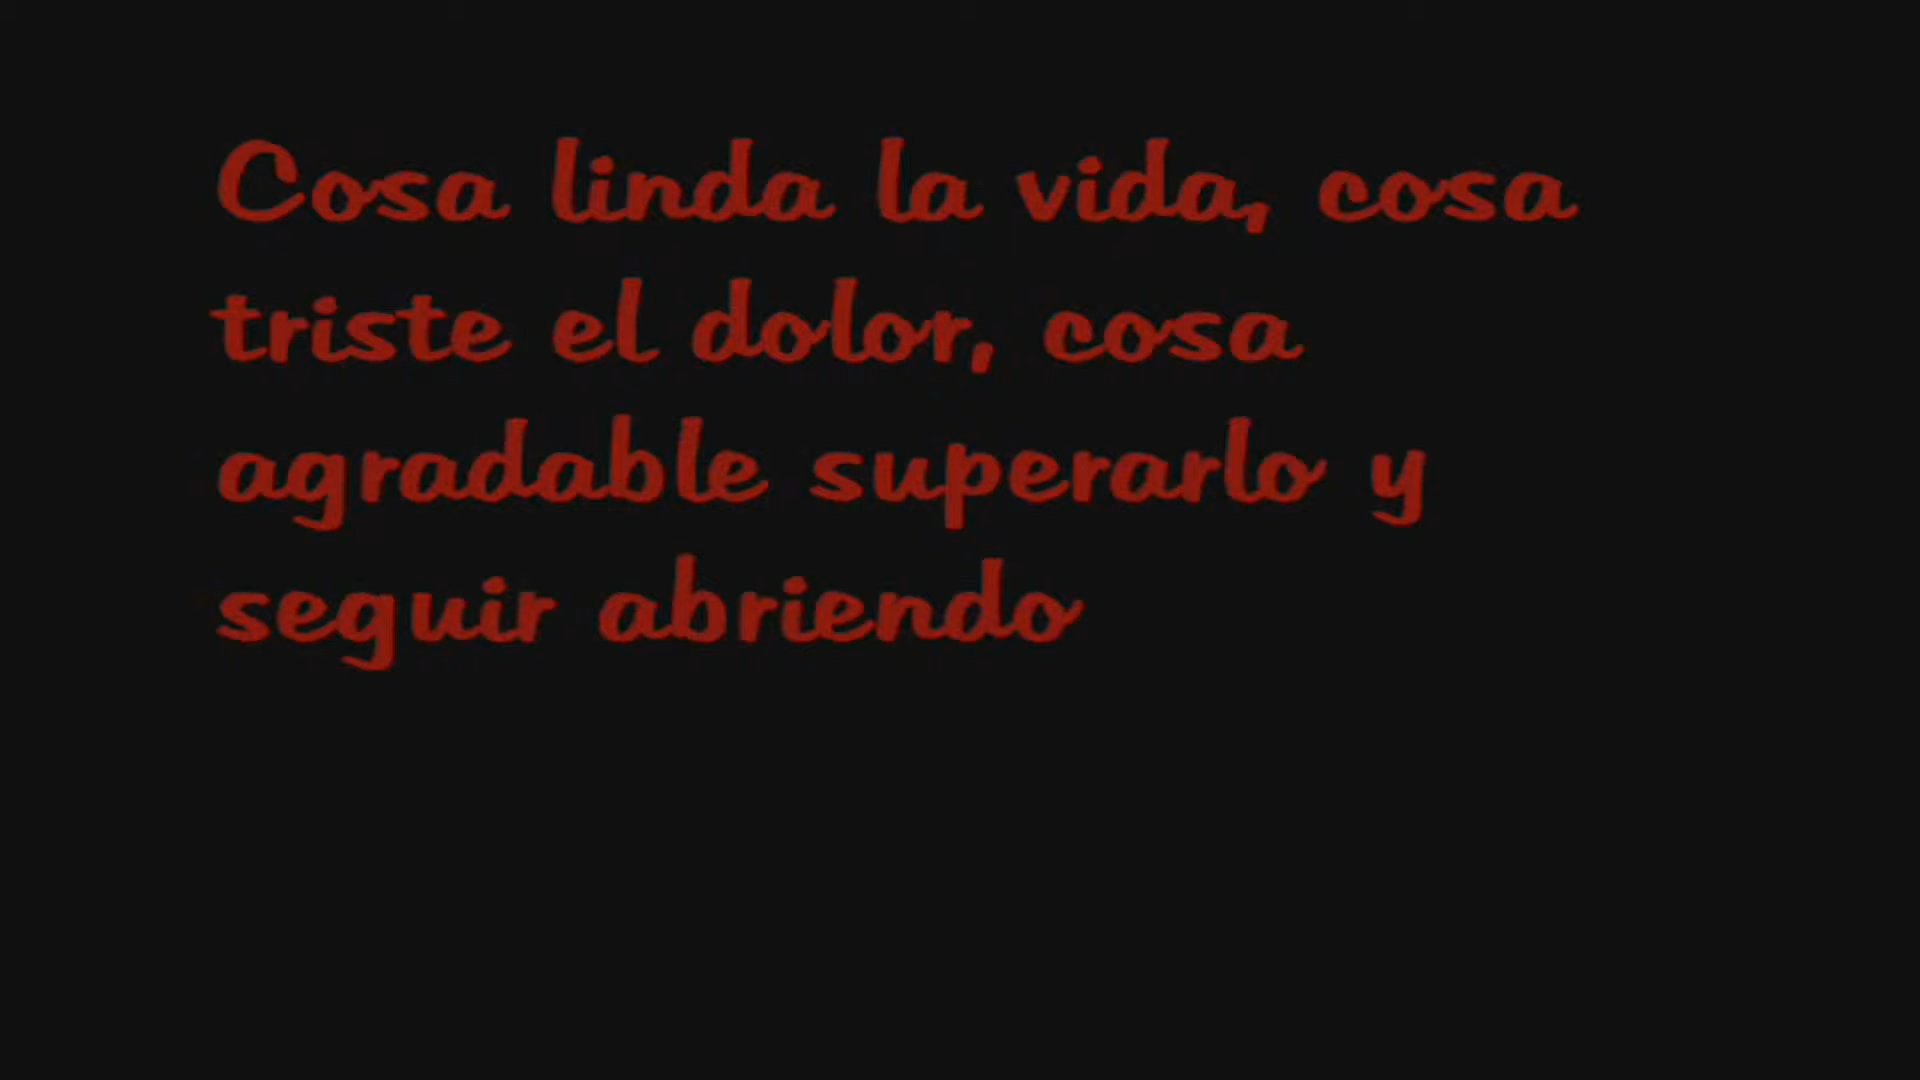 Cosa linda la vida, cosa
triste el dolor, cosa
agradable superarlo y
seguir abriendo